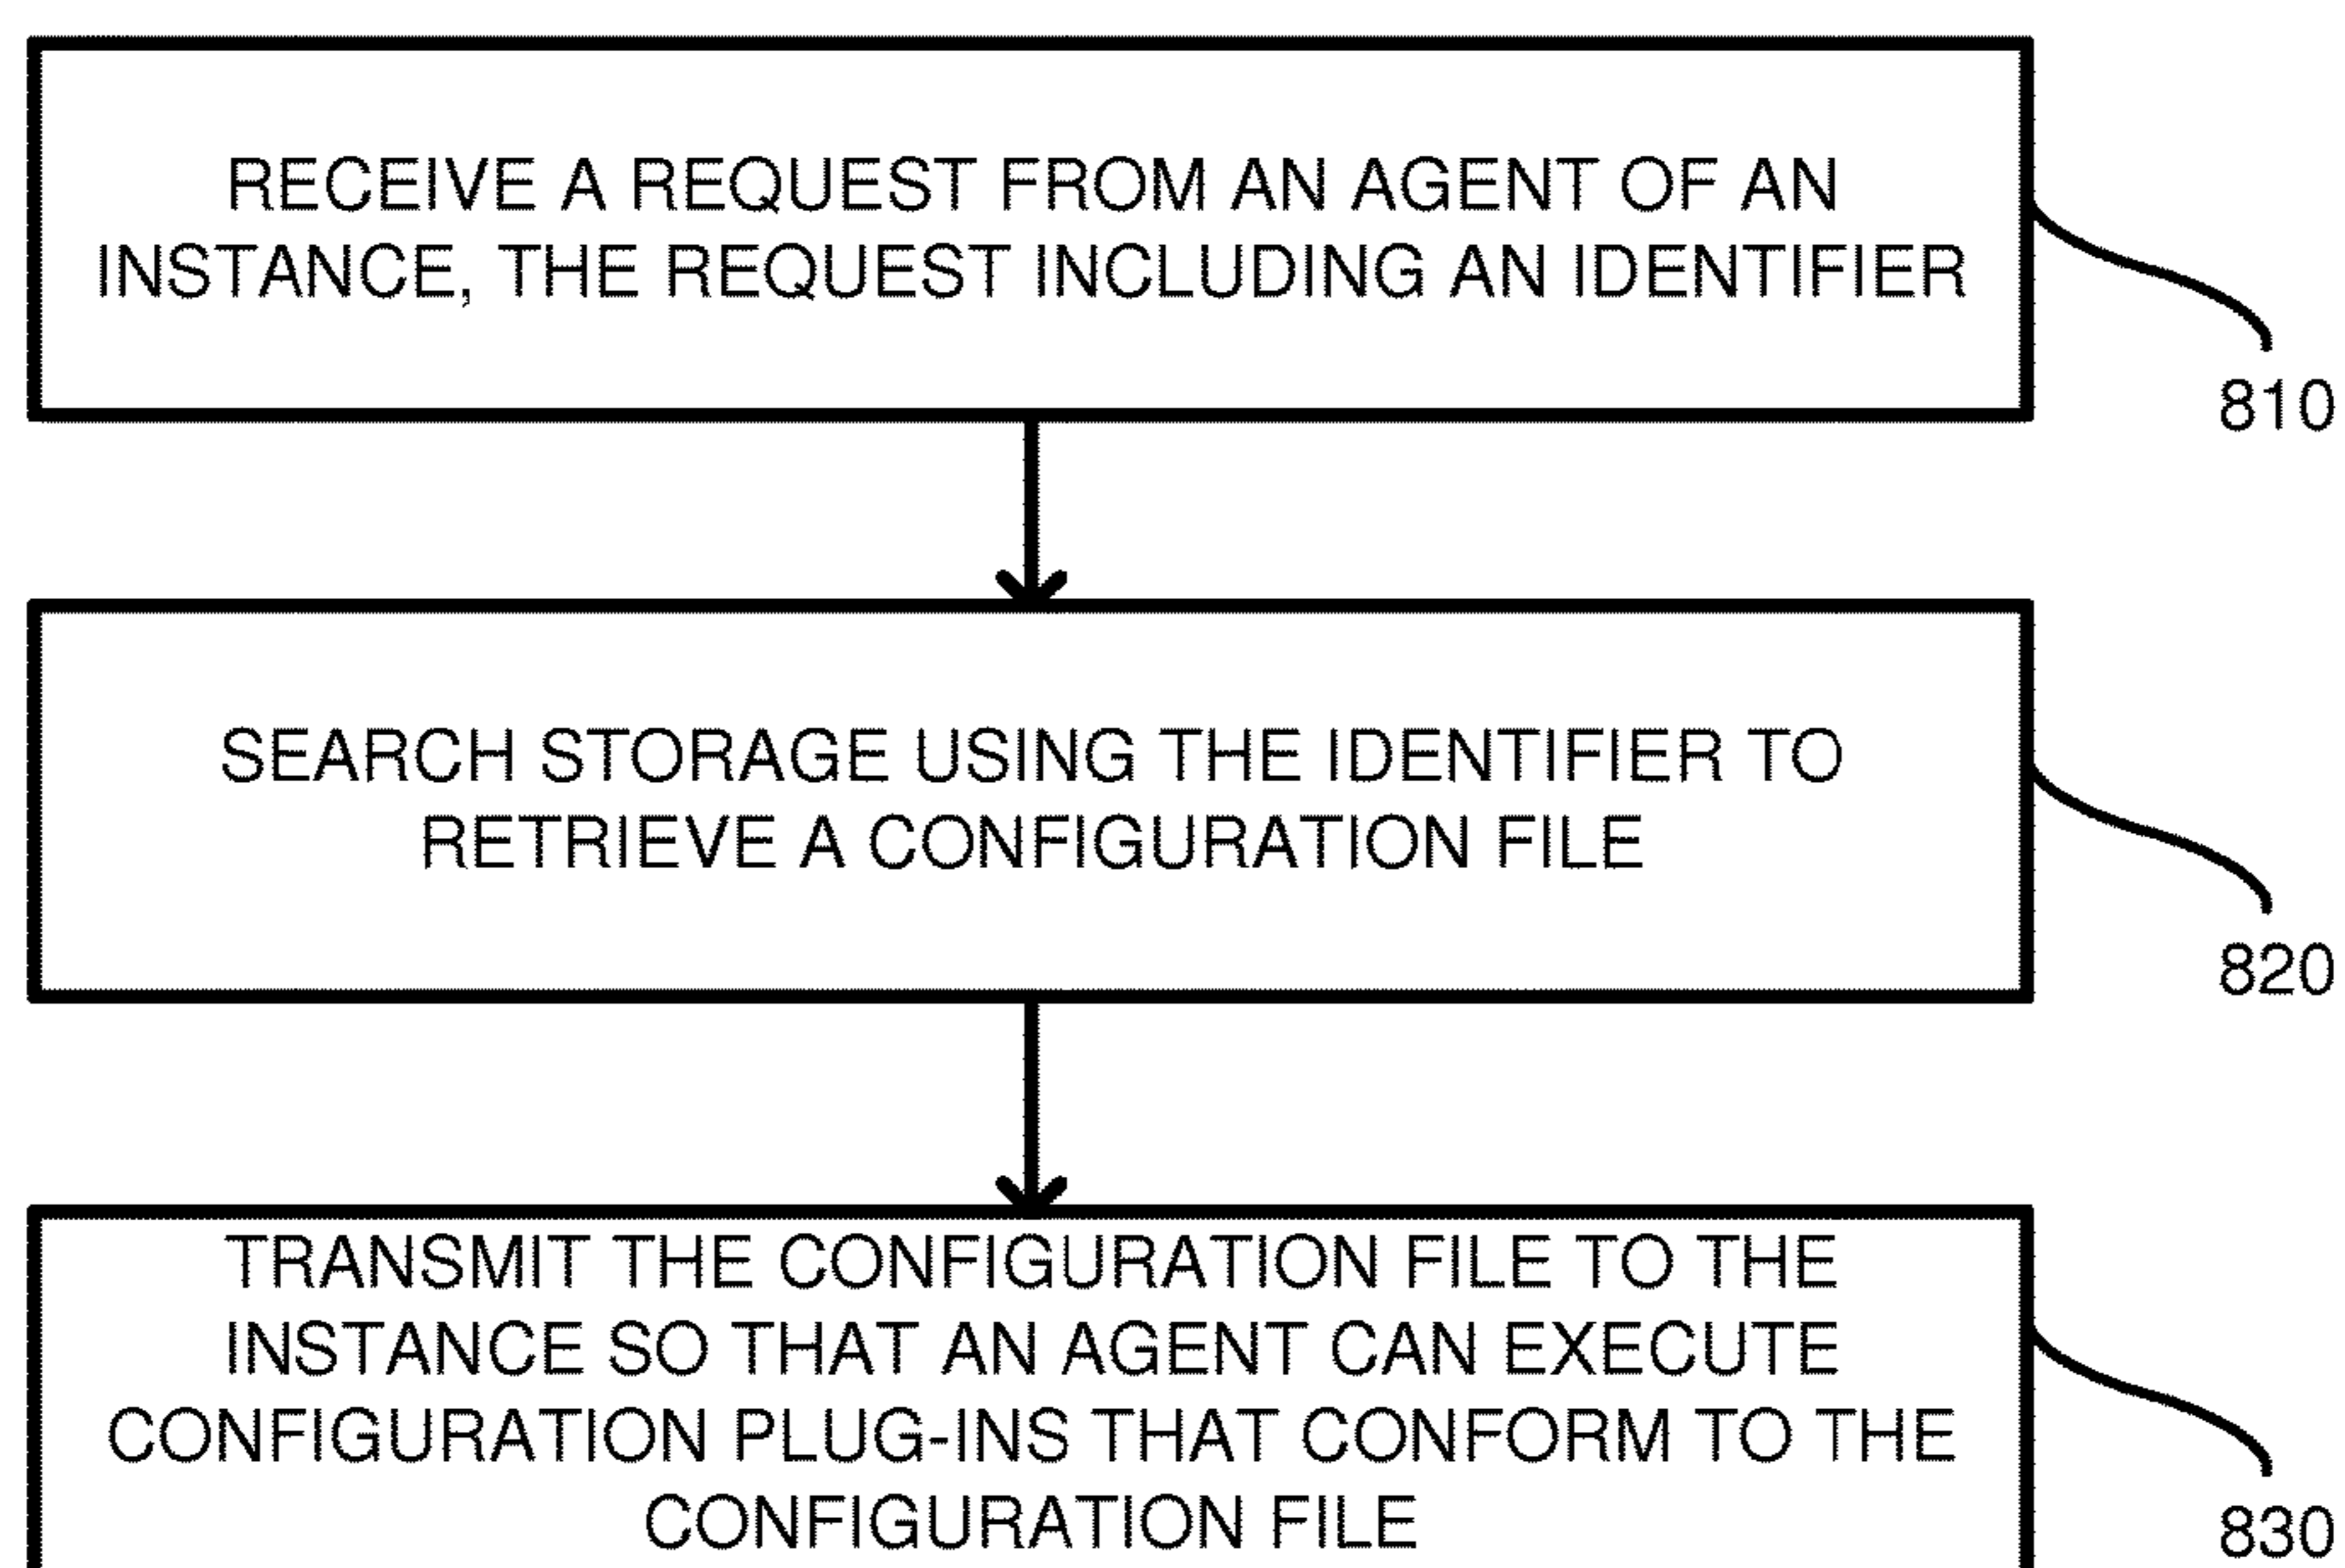 RECEIVE A REQUEST FROM AN AGENT OF AN
INSTANCE, THE REQUEST INCLUDING AN IDENTIFIER
810
SEARCH STORAGE USING THE IDENTIFIER TO
RETRIEVE A CONFIGURATION FILE
820
TRANSMIT THE CONFIGURATION FILE TO THE
INSTANCE SO THAT AN AGENT CAN EXECUTE
CONFIGURATION PLUG-INS THAT CONFORM TO THE
CONFIGURATION FILE
830